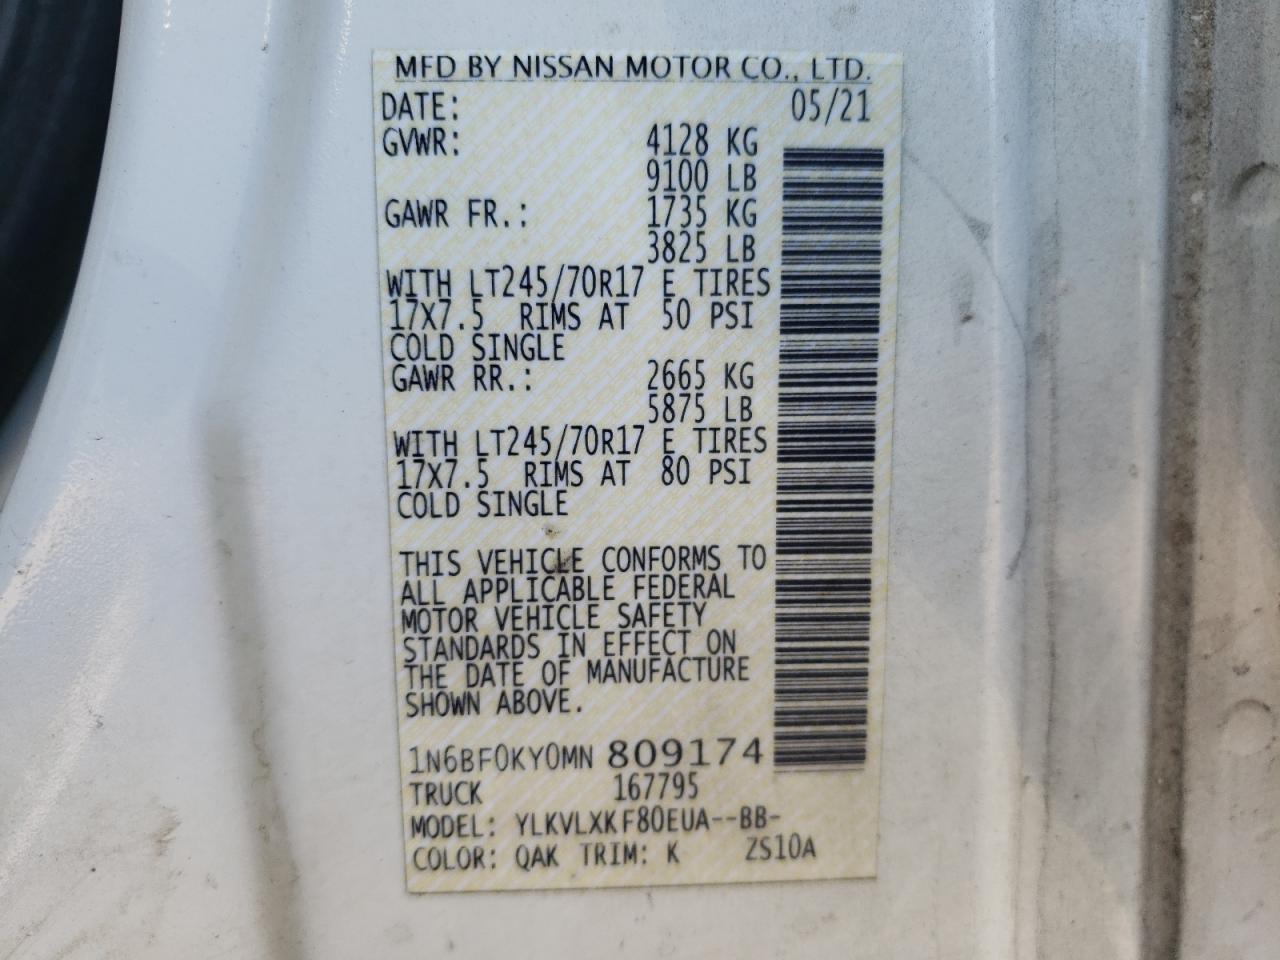 MFD BY NISSAN MOTOR CO., LTD.
DATE: 05/21
GVWR: 4128 KG
9100 LB
GAWR FR.: 1735 KG
3825 LB
WITH LT245/70R17 E TIRES
17X7.5 RIMS AT 50 PSI
COLD SINGLE
GAWR RR.: 2665 KG
5875 LB
WITH LT245/70R17 E TIRES
17X7.5 RIMS AT 80 PSI
COLD SINGLE
THIS VEHICLE CONFORMS TO
ALL APPLICABLE FEDERAL
MOTOR VEHICLE SAFETY
STANDARDS IN EFFECT ON
THE DATE OF MANUFACTURE
SHOWN ABOVE.
1N6BF0KY0MN 809174
TRUCK 167795
MODEL: YLKVLXKF80EUA--BB-
COLOR: QAK TRIM: K ZS10A